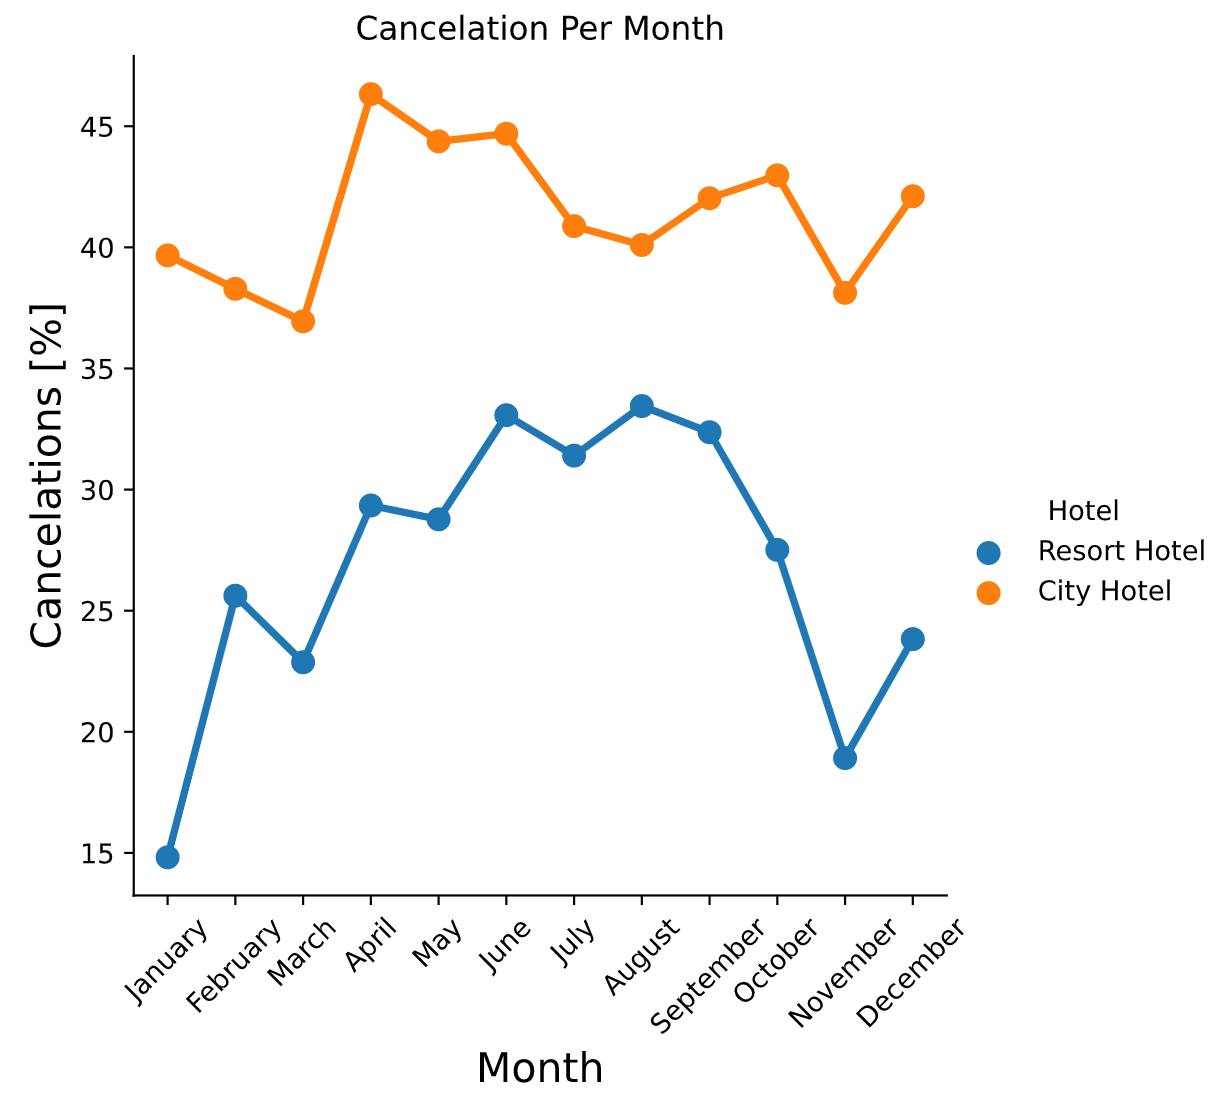 Cancelation Per Month
Cancelations [%]
45
40
35
30
25
20
15
January
February
March
April
May
June
July
August
September
October
November
December
Month
Hotel
Resort Hotel
City Hotel